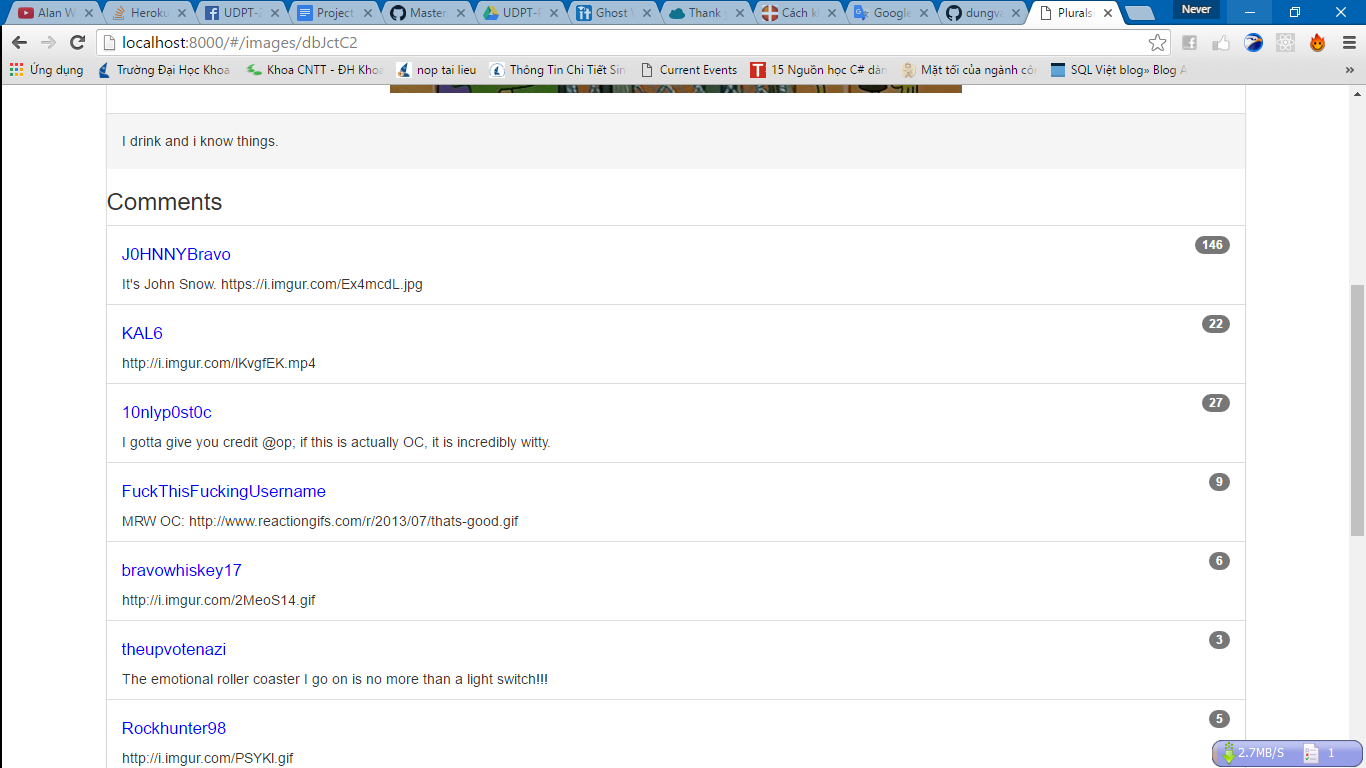 Alan W
Heroku
UDPT-2
Project
Master
UDPT-F
Ghost
Thank
Cách k
Google
dungva
Plurals
Never
localhost:8000/#/images/dbJctC2
Ứng dụng
Trường Đại Học Khoa
Khoa CNTT - ĐH Khoa
nop tai lieu
Thông Tin Chi Tiết Sin
Current Events
15 Nguồn học C# dàn
Mặt tối của ngành cô
SQL Việt blog» Blog A
»
I drink and i know things.
Comments
J0HNNYBravo
146
It's John Snow. https://i.imgur.com/Ex4mcdL.jpg
KAL6
22
http://i.imgur.com/IKvgfEK.mp4
10nlyp0st0c
27
I gotta give you credit @op; if this is actually OC, it is incredibly witty.
FuckThisFuckingUsername
9
MRW OC: http://www.reactiongifs.com/r/2013/07/thats-good.gif
bravowhiskey17
6
http://i.imgur.com/2MeoS14.gif
theupvotenazi
3
The emotional roller coaster I go on is no more than a light switch!!!
Rockhunter98
5
http://i.imgur.com/PSYKI.gif
2.7MB/S
1